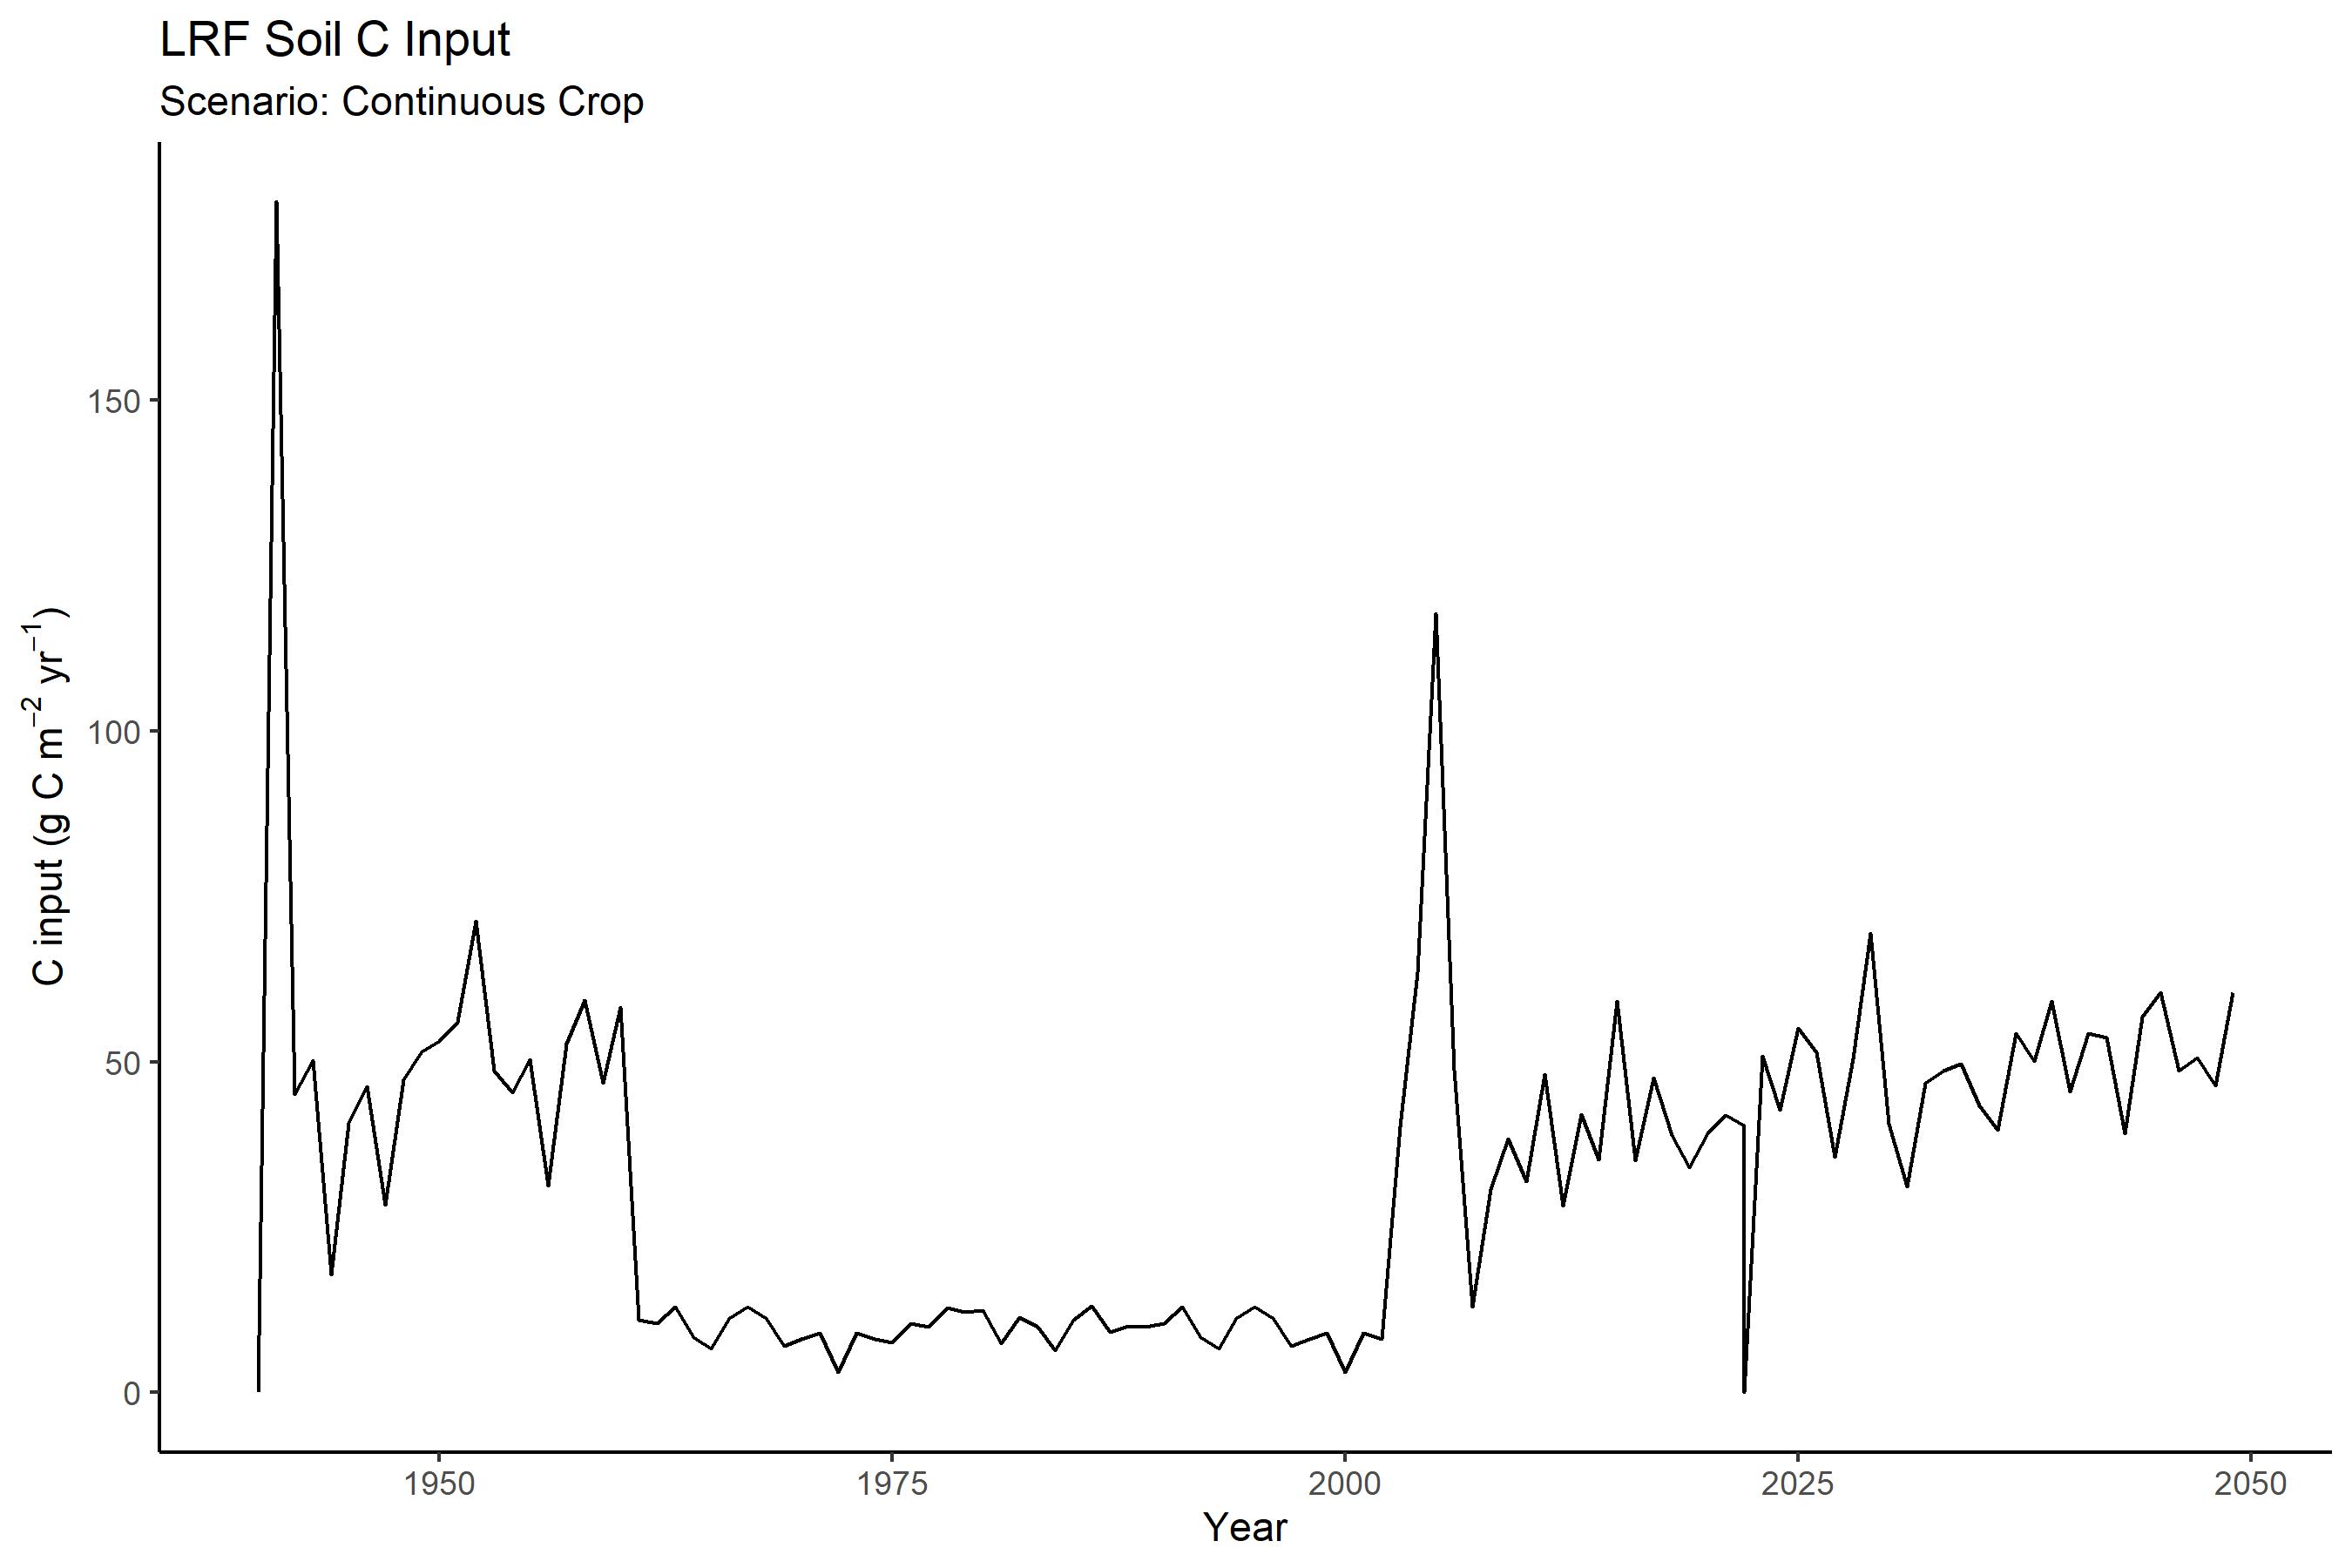 LRF Soil C Input
Scenario: Continuous Crop
C input (g C m⁻² yr⁻¹)
150
100
50
0
1950 1975 2000 2025 2050
Year